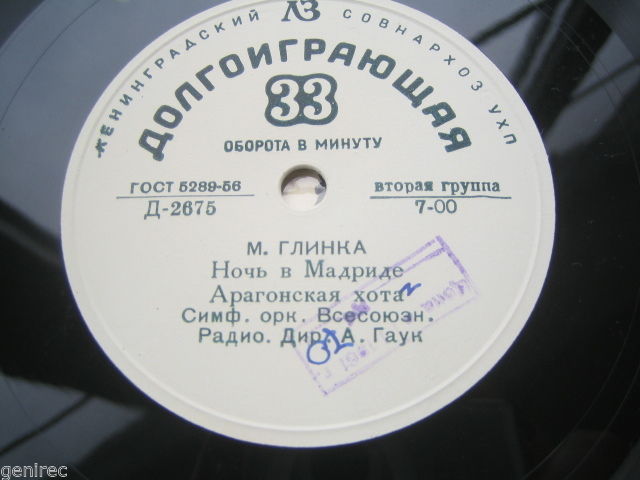 ЛЗ
ЛЕНИНГРАДСКИЙ СОВНАРХОЗ УХП
ДОЛГОИГРАЮЩАЯ
33
ОБОРОТА В МИНУТУ
ГОСТ 5289-56 вторая группа
Д-2675 7-00
М. ГЛИНКА
Ночь в Мадриде
Арагонская хота
Симф. орк. Всесоюзн.
Радио. Дир. А. Гаук
genirec